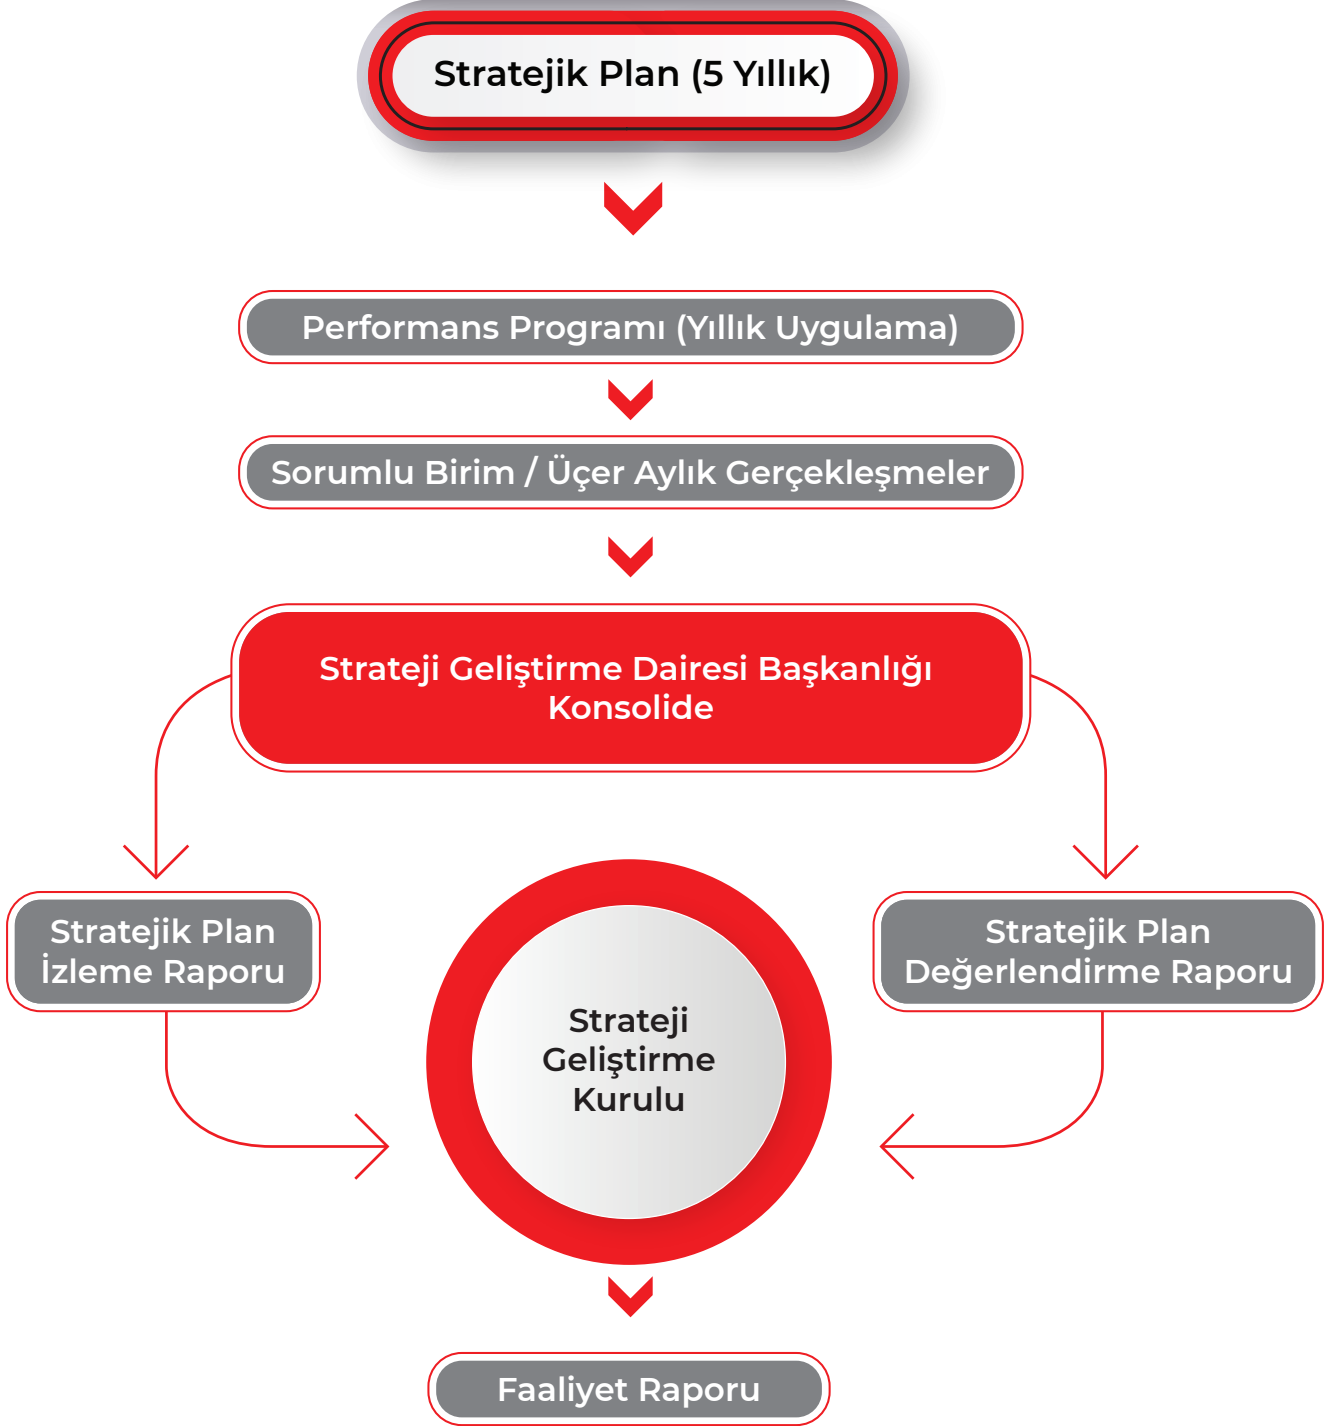 Stratejik Plan (5 Yıllık)
Performans Programı (Yıllık Uygulama)
Sorumlu Birim / Üçer Aylık Gerçekleşmeler
Strateji Geliştirme Dairesi Başkanlığı
Konsolide
Stratejik Plan
İzleme Raporu
Stratejik Plan
Değerlendirme Raporu
Strateji
Geliştirme
Kurulu
Faaliyet Raporu